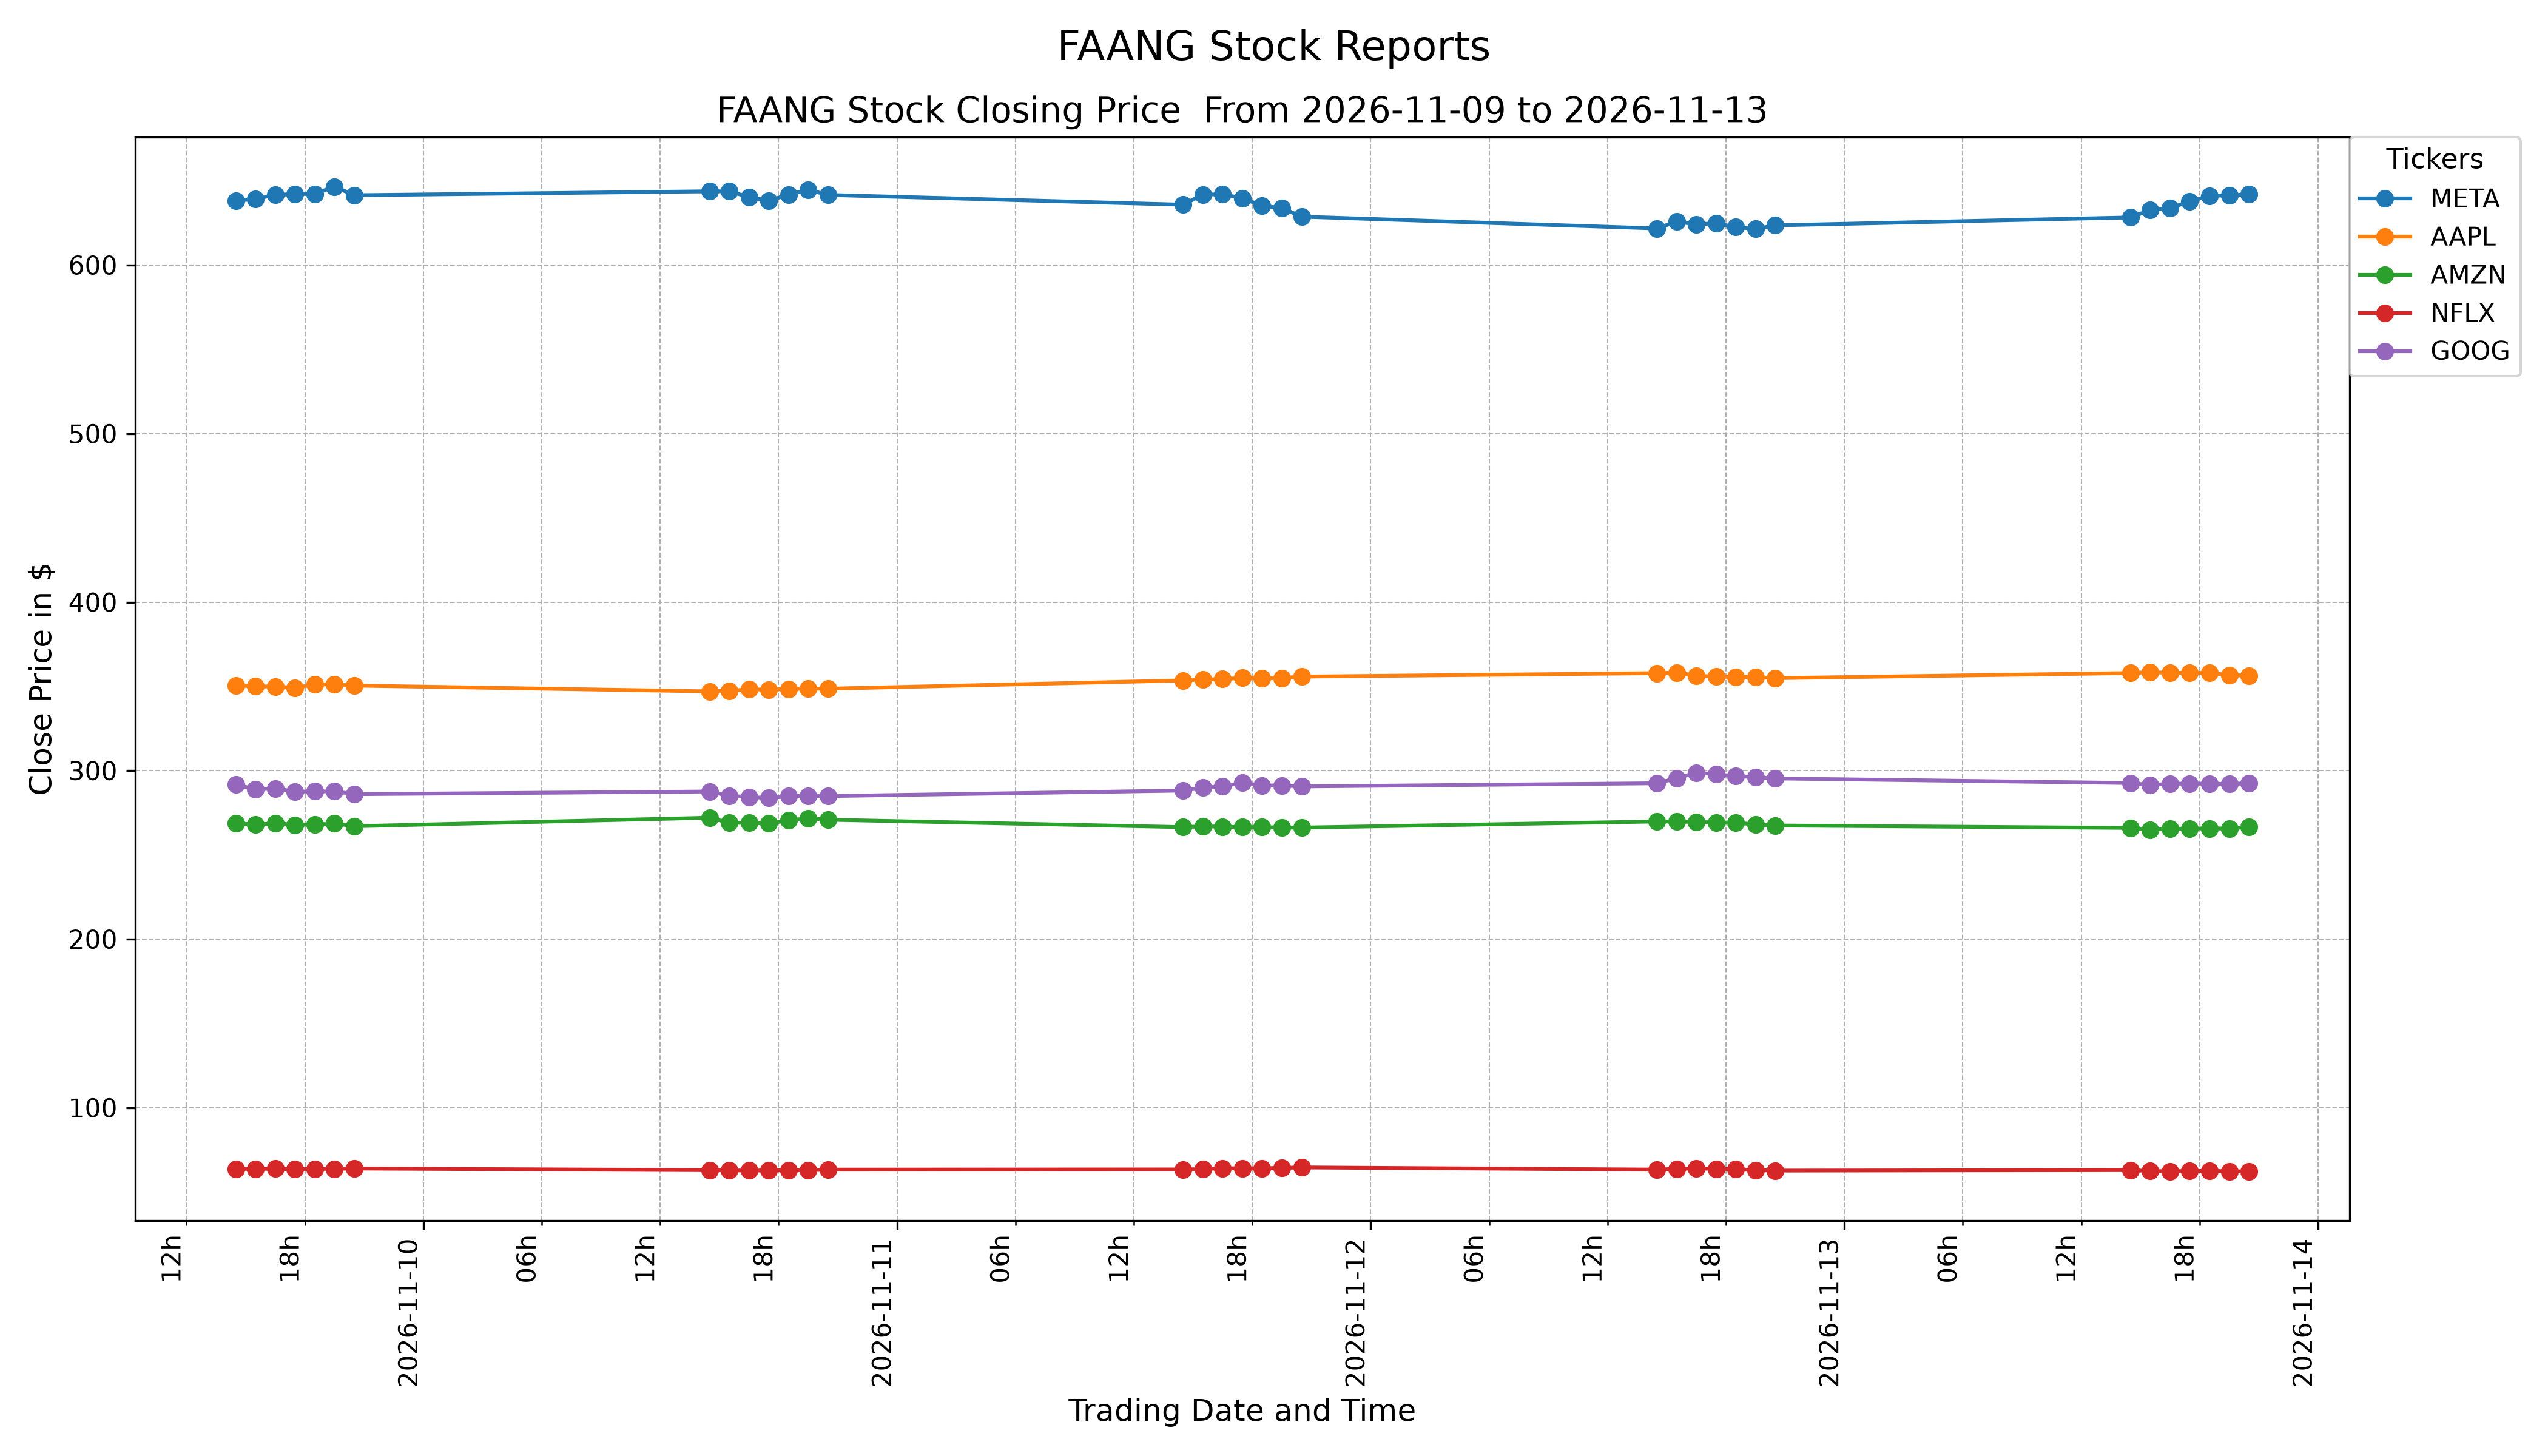 FAANG Stock Reports
FAANG Stock Closing Price  From 2026-11-09 to 2026-11-13
Tickers
META
AAPL
AMZN
NFLX
GOOG
Close Price in $
600
500
400
300
200
100
12h
18h
2026-11-10
06h
12h
18h
2026-11-11
06h
12h
18h
2026-11-12
06h
12h
18h
2026-11-13
06h
12h
18h
2026-11-14
Trading Date and Time